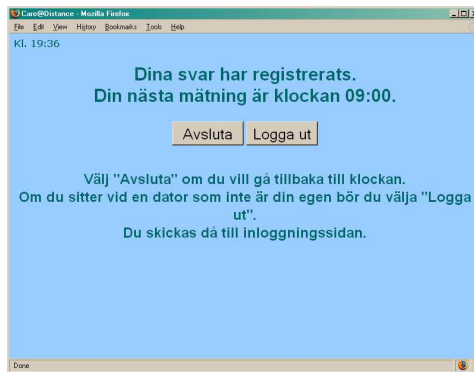 Care@Distance - Mozilla Firefox
File Edit View History Bookmarks Tools Help
Kl. 19:36
Dina svar har registrerats.
Din nästa mätning är klockan 09:00.
Avsluta Logga ut
Välj "Avsluta" om du vill gå tillbaka till klockan.
Om du sitter vid en dator som inte är din egen bör du välja "Logga
ut".
Du skickas då till inloggningssidan.
Done